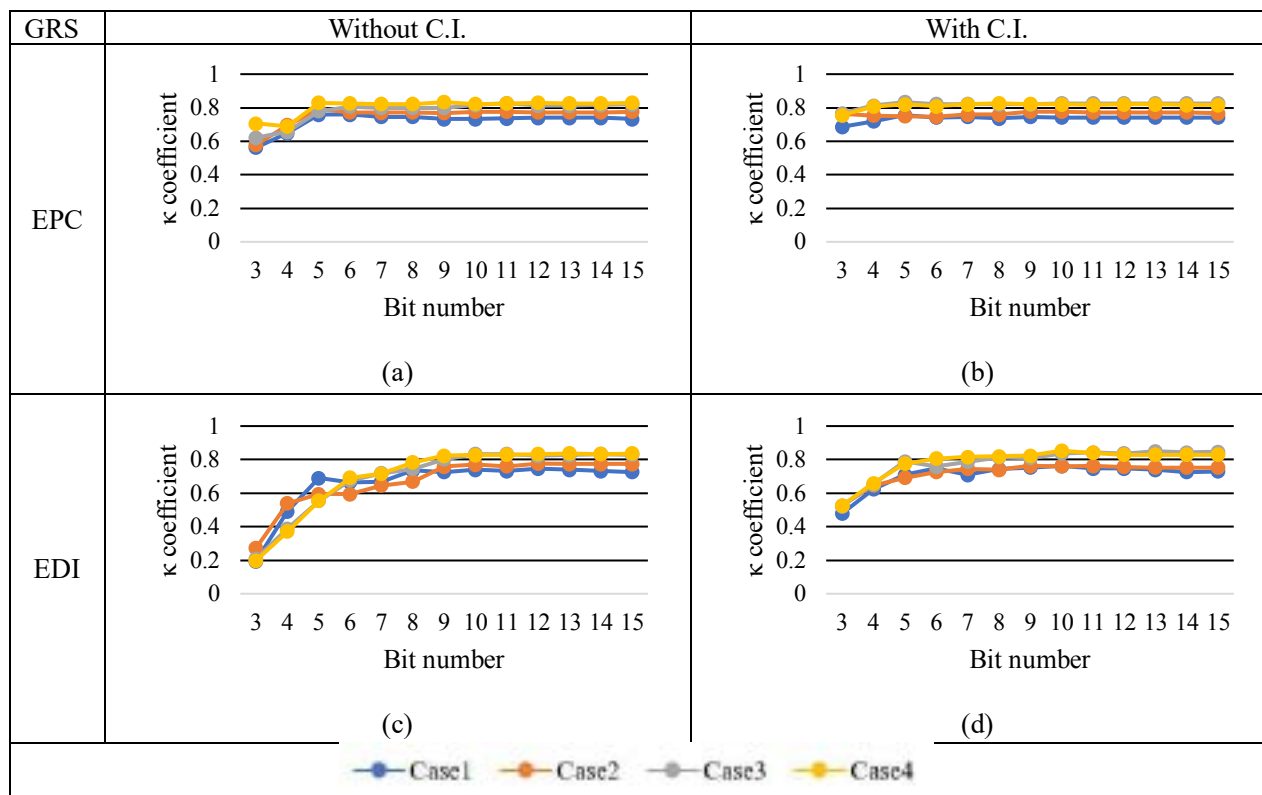 GRS Without C.I. With C.I.
EPC
κ coefficient
1
0.8
0.6
0.4
0.2
0
3 4 5 6 7 8 9 10 11 12 13 14 15
Bit number
(a)
κ coefficient
1
0.8
0.6
0.4
0.2
0
3 4 5 6 7 8 9 10 11 12 13 14 15
Bit number
(b)
EDI
κ coefficient
1
0.8
0.6
0.4
0.2
0
3 4 5 6 7 8 9 10 11 12 13 14 15
Bit number
(c)
κ coefficient
1
0.8
0.6
0.4
0.2
0
3 4 5 6 7 8 9 10 11 12 13 14 15
Bit number
(d)
Case1 Case2 Case3 Case4